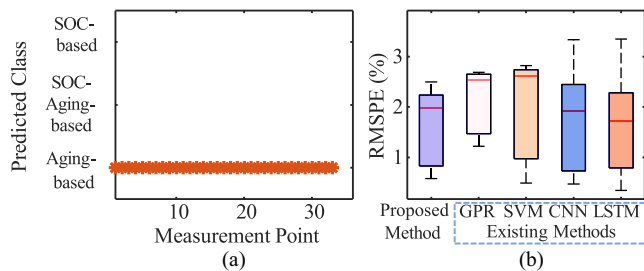 Predicted Class
SOC-
based
SOC-
Aging-
based
Aging-
based
10
20
30
Measurement Point
(a)
RMSPE (%)
3
2
1
Proposed
Method
GPR SVM CNN LSTM
Existing Methods
(b)